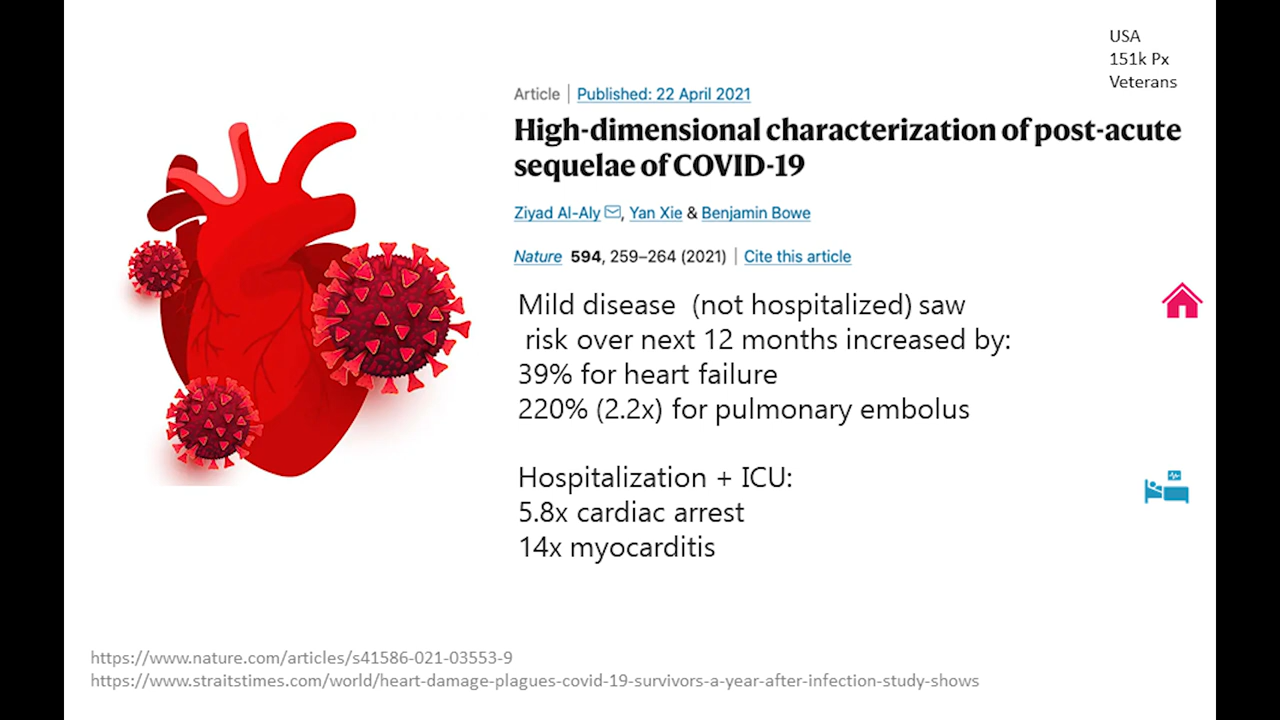 USA
151k Px
Veterans
Article | Published: 22 April 2021
High-dimensional characterization of post-acute
sequelae of COVID-19
Ziyad Al-Aly, Yan Xie & Benjamin Bowe
Nature 594, 259–264 (2021) | Cite this article
Mild disease (not hospitalized) saw
risk over next 12 months increased by:
39% for heart failure
220% (2.2x) for pulmonary embolus
Hospitalization + ICU:
5.8x cardiac arrest
14x myocarditis
https://www.nature.com/articles/s41586-021-03553-9
https://www.straitstimes.com/world/heart-damage-plagues-covid-19-survivors-a-year-after-infection-study-shows